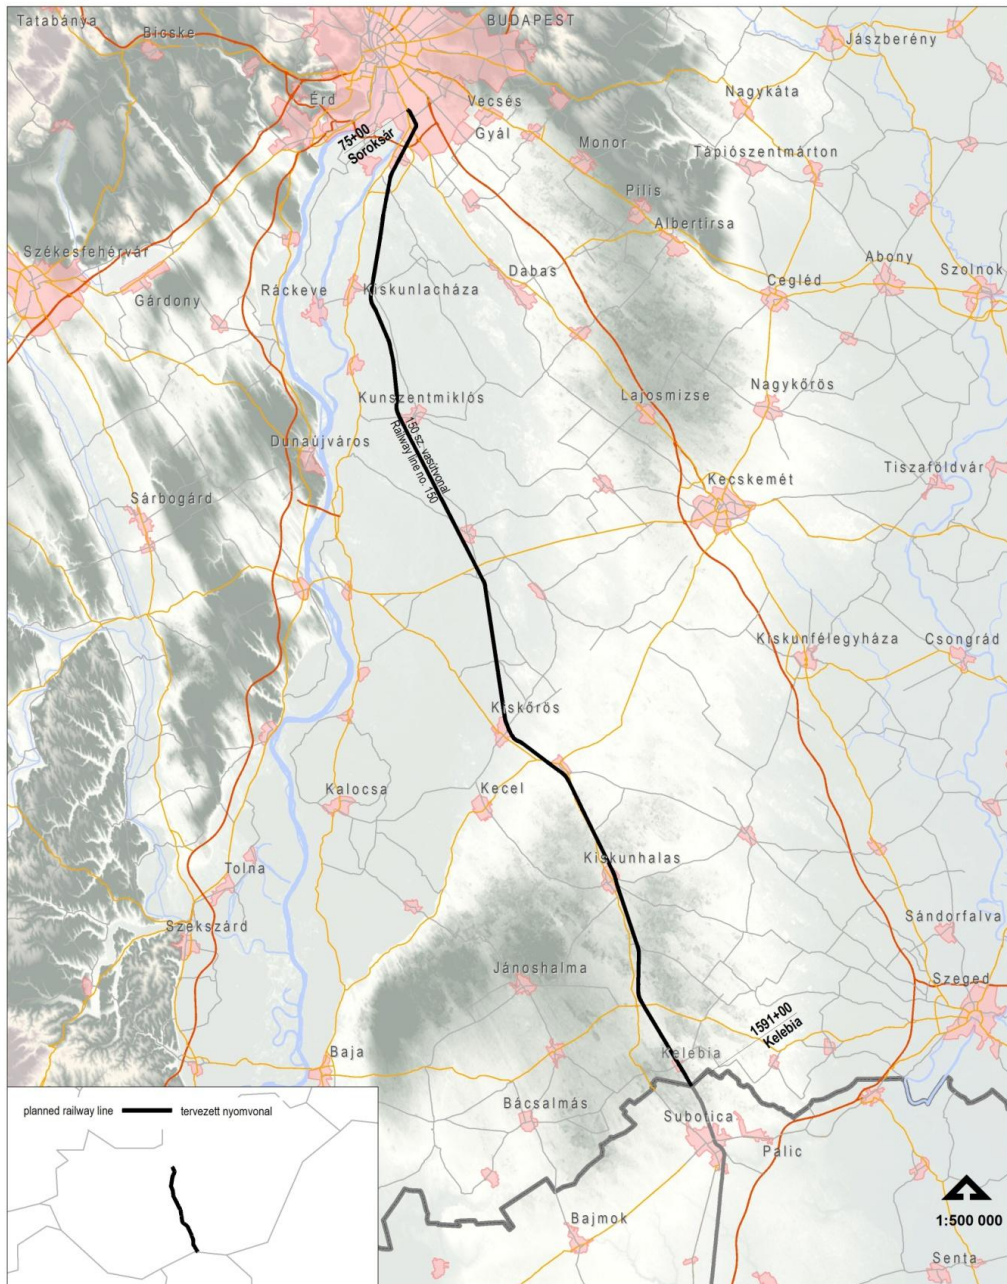 Tatabánya
Bicske
BUDAPEST
Jászberény
Érd
Vecsés
Nagykáta
Gyál
75+00
Soroksár
Monor
Tápiószentmárton
Pilis
Albertirsa
Székesfehérvár
Gárdony
Ráckeve
Kiskunlacháza
Dabas
Cegléd
Abony
Szolnok
Kunszentmiklós
Lajosmizse
Nagykőrös
Dunaújváros
150 sz. vasútvonal
Railway line no. 150
Sárbogárd
Kecskemét
Tiszaföldvár
Kiskunfélegyháza
Csongrád
Kiskőrös
Kalocsa
Kecel
Kiskunhalas
Tolna
Szekszárd
Sándorfalva
Jánoshalma
Szeged
1591+00
Kelebia
Baja
Kelebia
Bácsalmás
Subotica
Palic
Bajmok
Senta
planned railway line
tervezett nyomvonal
1:500 000